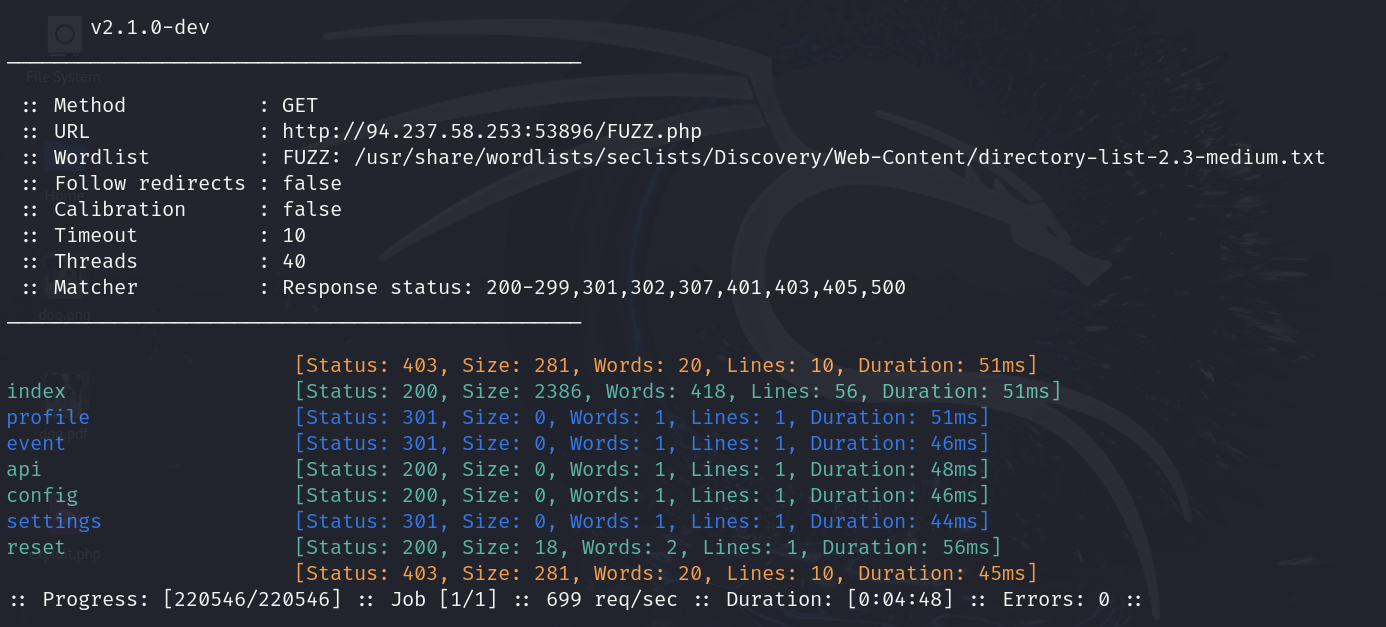 v2.1.0-dev
________________________________________________
File System
:: Method : GET
:: URL : http://94.237.58.253:53896/FUZZ.php
:: Wordlist : FUZZ: /usr/share/wordlists/seclists/Discovery/Web-Content/directory-list-2.3-medium.txt
:: Follow redirects : false
:: Calibration : false
:: Timeout : 10
:: Threads : 40
:: Matcher : Response status: 200-299,301,302,307,401,403,405,500
dog.png
________________________________________________
[Status: 403, Size: 281, Words: 20, Lines: 10, Duration: 51ms]
index [Status: 200, Size: 2386, Words: 418, Lines: 56, Duration: 51ms]
profile [Status: 301, Size: 0, Words: 1, Lines: 1, Duration: 51ms]
dog.pdf
event [Status: 301, Size: 0, Words: 1, Lines: 1, Duration: 46ms]
api [Status: 200, Size: 0, Words: 1, Lines: 1, Duration: 48ms]
config [Status: 200, Size: 0, Words: 1, Lines: 1, Duration: 46ms]
settings [Status: 301, Size: 0, Words: 1, Lines: 1, Duration: 44ms]
reset [Status: 200, Size: 18, Words: 2, Lines: 1, Duration: 56ms]
[Status: 403, Size: 281, Words: 20, Lines: 10, Duration: 45ms]
:: Progress: [220546/220546] :: Job [1/1] :: 699 req/sec :: Duration: [0:04:48] :: Errors: 0 ::